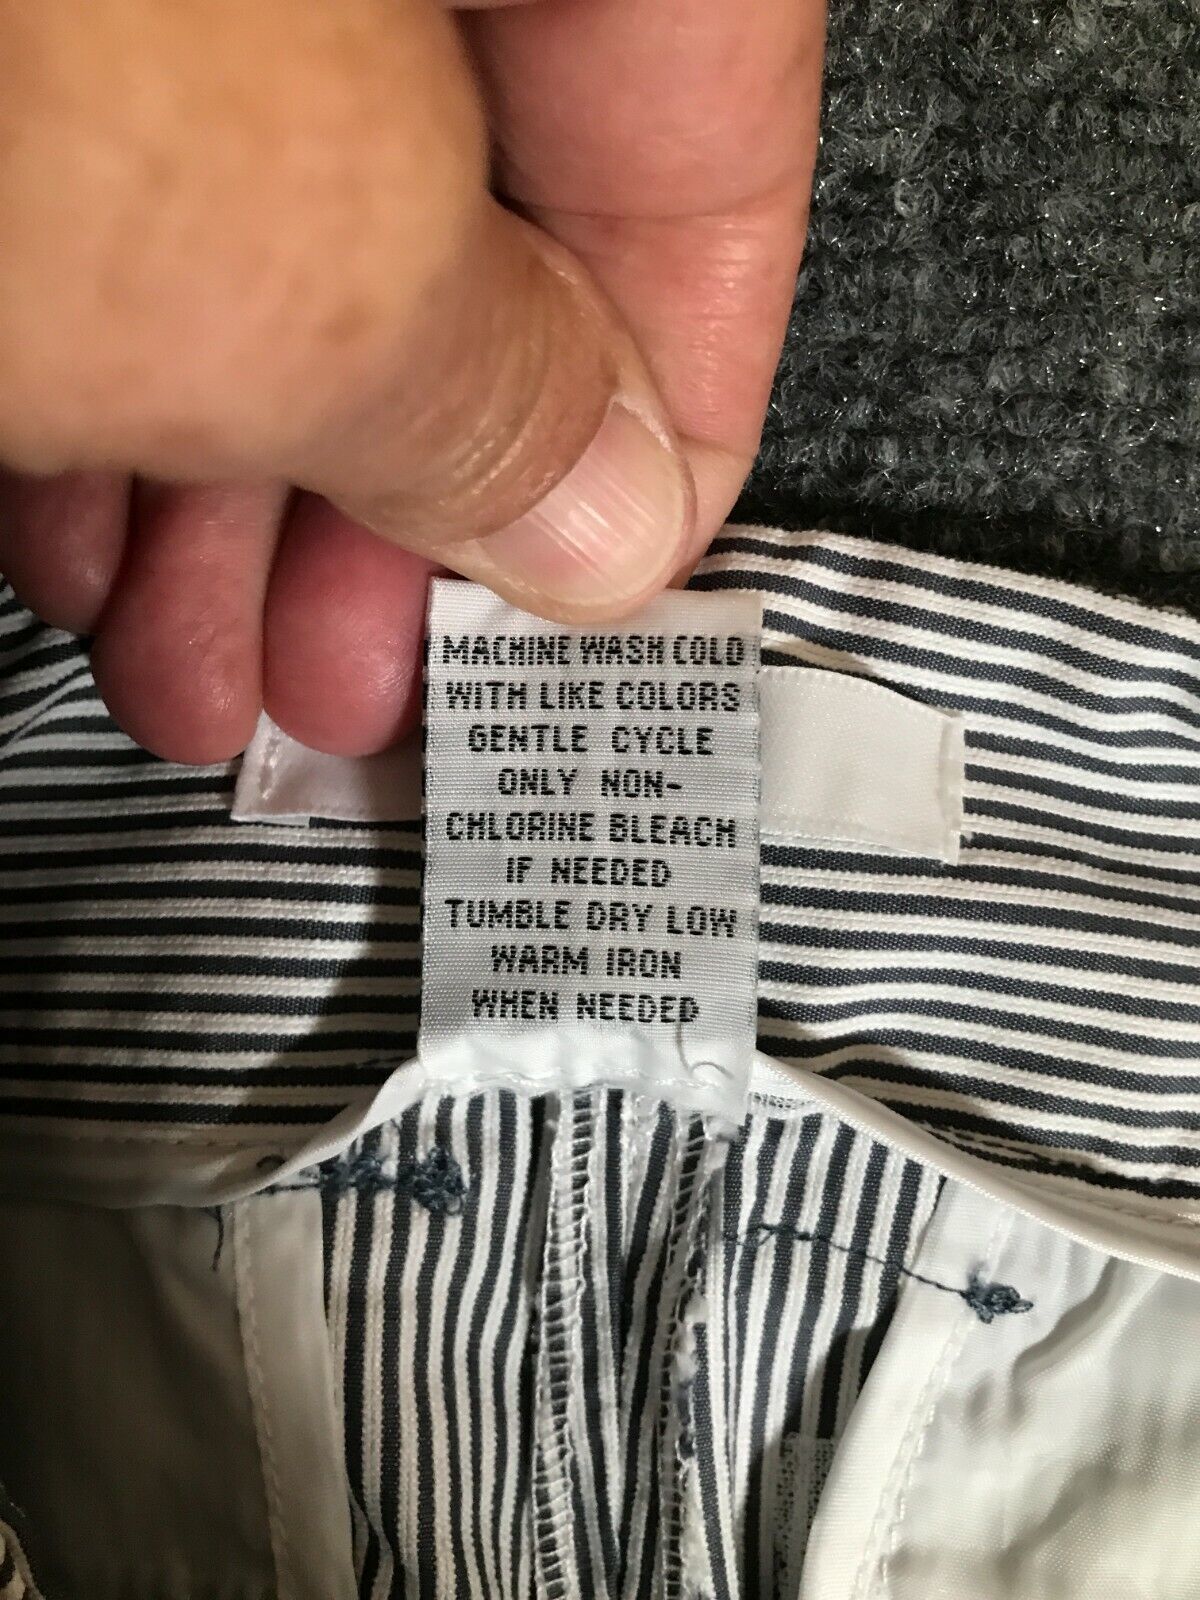 MACHINE WASH COLD
WITH LIKE COLORS
GENTLE CYCLE
ONLY NON-
CHLORINE BLEACH
IF NEEDED
TUMBLE DRY LOW
WARM IRON
WHEN NEEDED